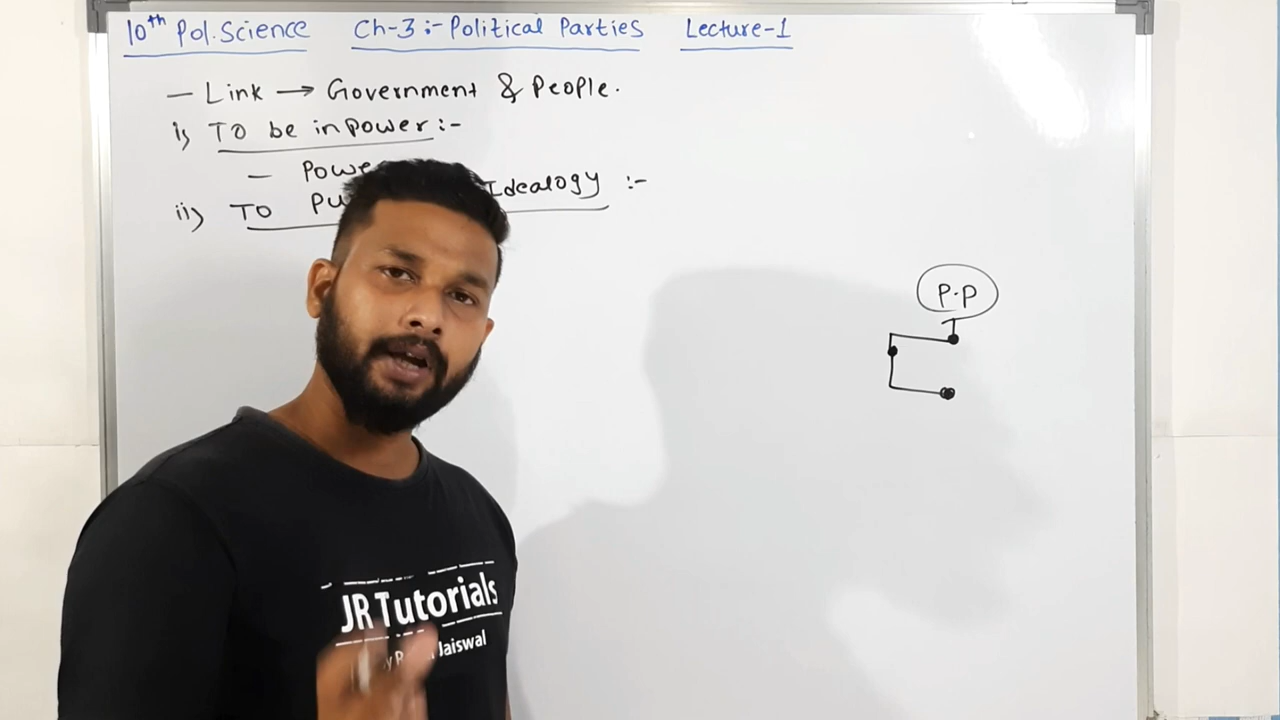 10th Pol. Science Ch-3:- Political Parties Lecture-1
— Link → Government & People.
i, To be in power:-
—
ii, To Idealogy :-
P.P
JR Tutorials
Jaiswal